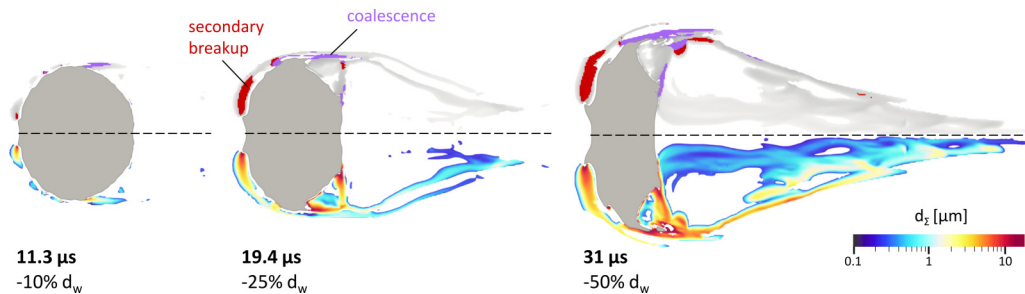 coalescence
secondary
breakup
d_Σ [μm]
0.1
1
10
11.3 μs
-10% d_w
19.4 μs
-25% d_w
31 μs
-50% d_w